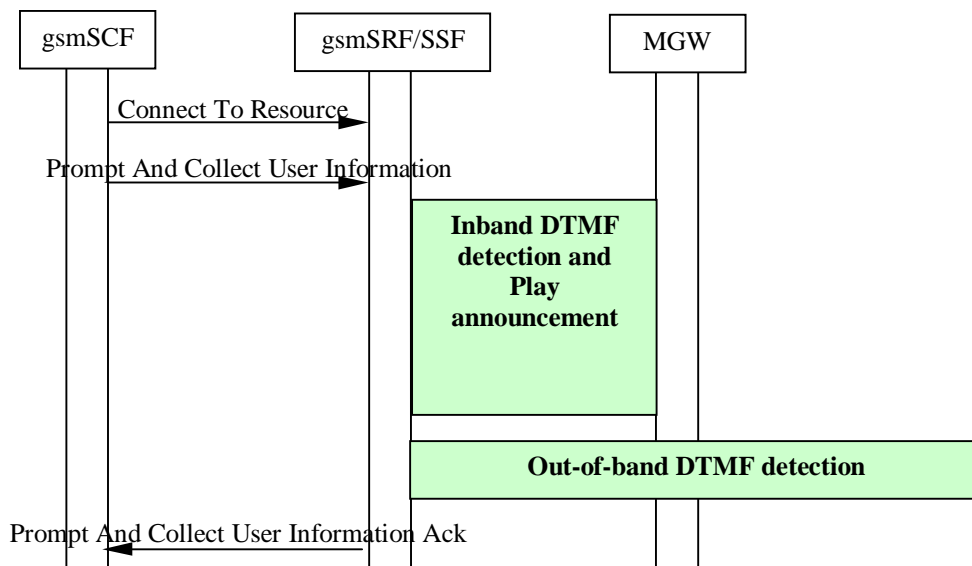 gsmSCF
gsmSRF/SSF
MGW
Connect To Resource
Prompt And Collect User Information
Inband DTMF
detection and
Play
announcement
Out-of-band DTMF detection
Prompt And Collect User Information Ack